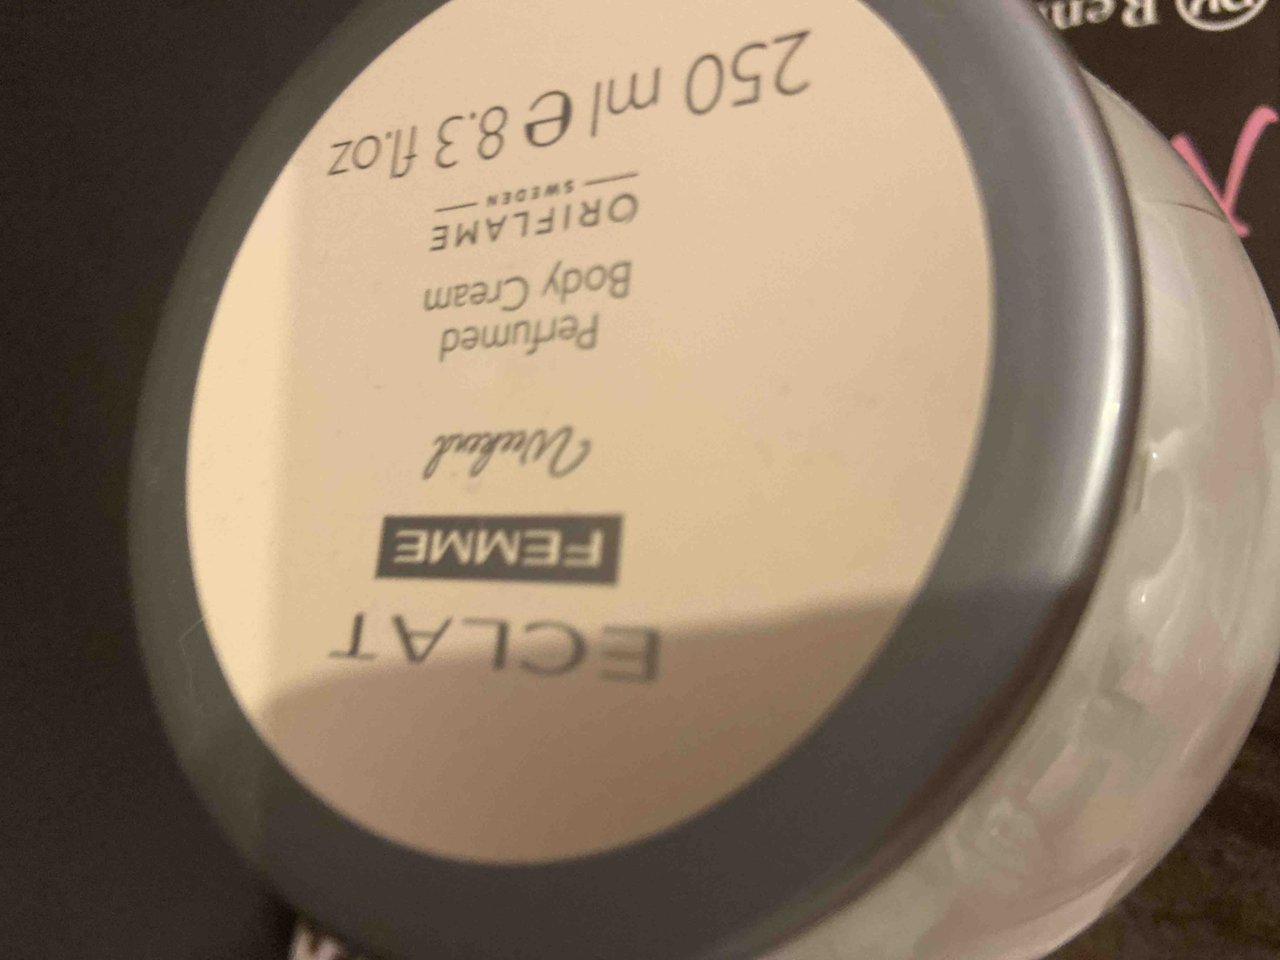 ECLAT
FEMME
Weekend
Perfumed
Body Cream
ORIFLAME
SWEDEN
250 ml e 8.3 fl.oz